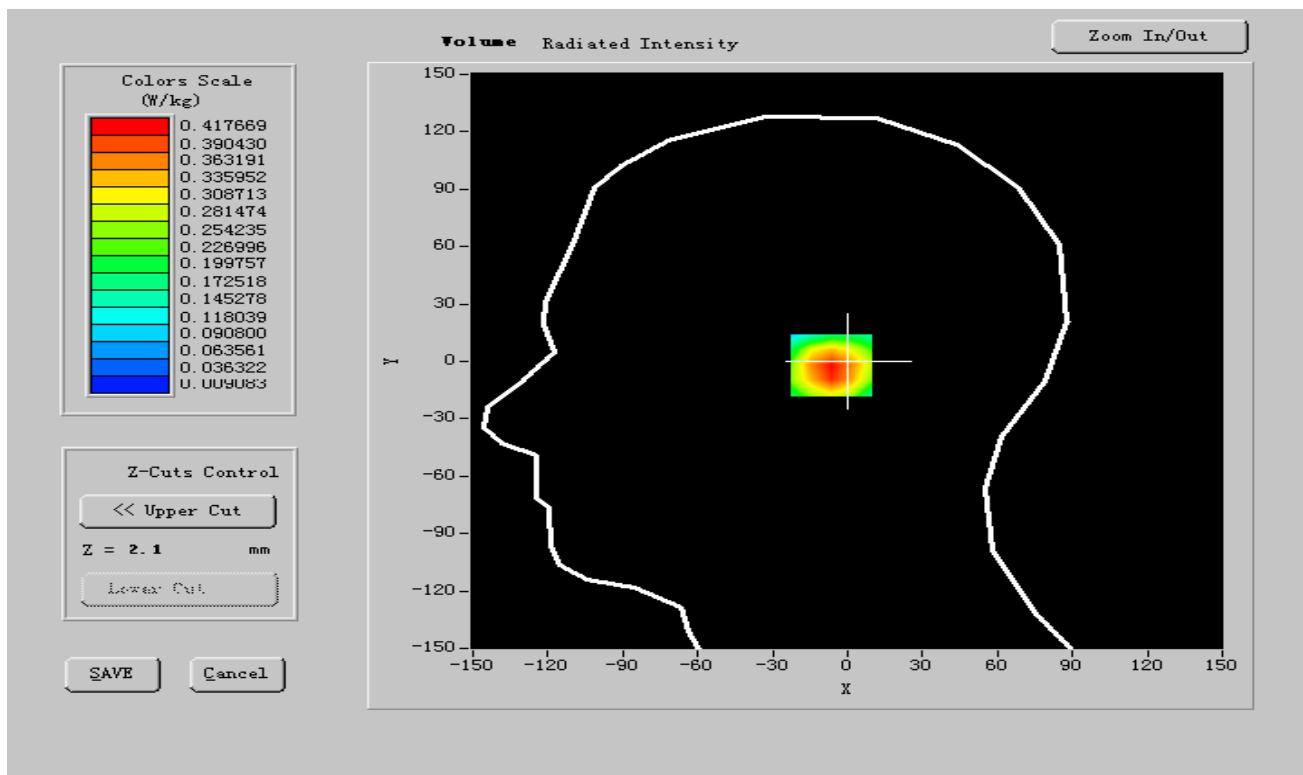 Volume Radiated Intensity
Zoom In/Out
Colors Scale
(W/kg)
0.417669
0.390430
0.363191
0.335952
0.308713
0.281474
0.254235
0.226996
0.199757
0.172518
0.145278
0.118039
0.090800
0.063561
0.036322
0.009083
Z-Cuts Control
<< Upper Cut
Z = 2.1 mm
Lower Cut
SAVE
Cancel
150
120
90
60
30
0
-30
-60
-90
-120
-150
Y
-150 -120 -90 -60 -30 0 30 60 90 120 150
X